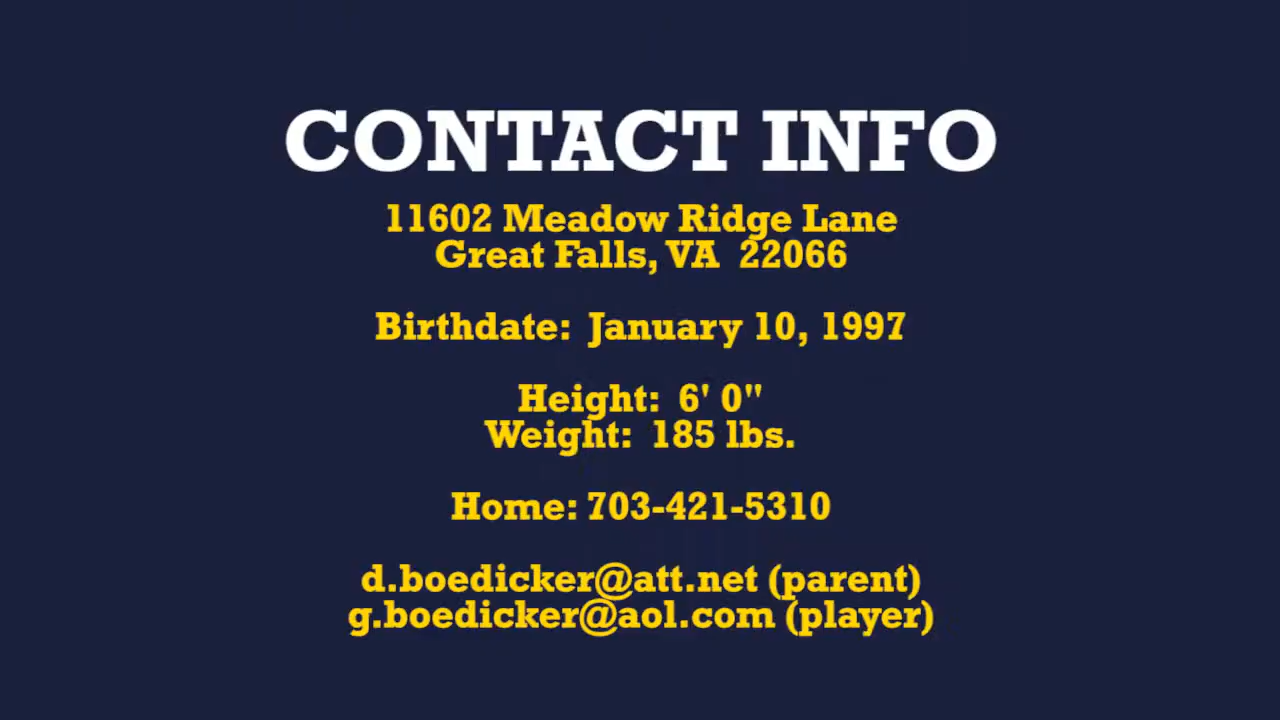 CONTACT INFO
11602 Meadow Ridge Lane
Great Falls, VA  22066
Birthdate:  January 10, 1997
Height:  6' 0"
Weight:  185 lbs.
Home: 703-421-5310
d.boedicker@att.net (parent)
g.boedicker@aol.com (player)